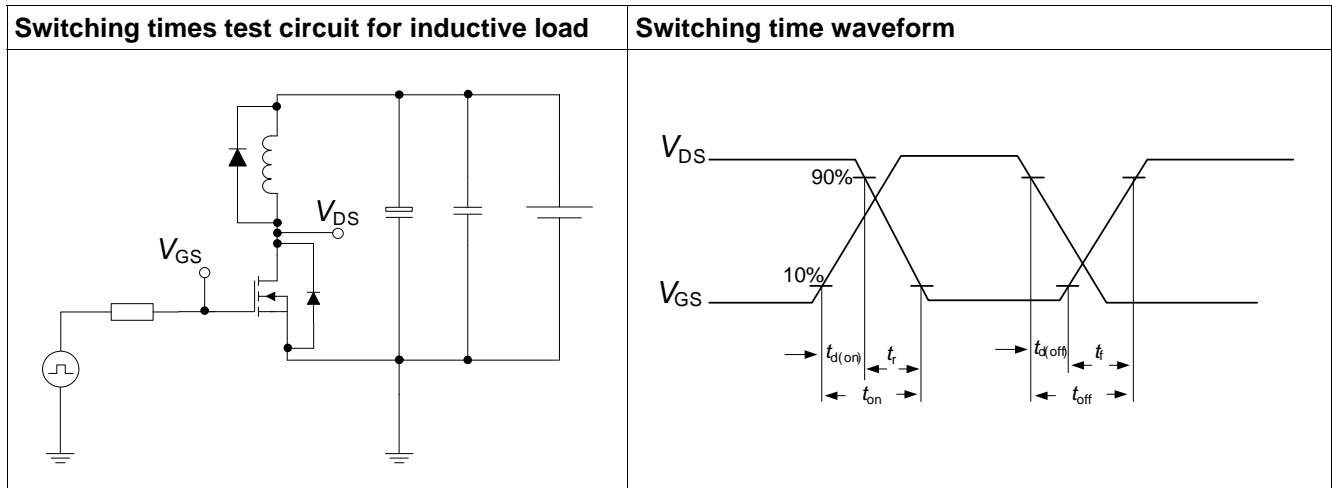 Switching times test circuit for inductive load
Switching time waveform
VDS
VGS
VDS
90%
10%
VGS
td(on)
tr
ton
td(off)
tf
toff